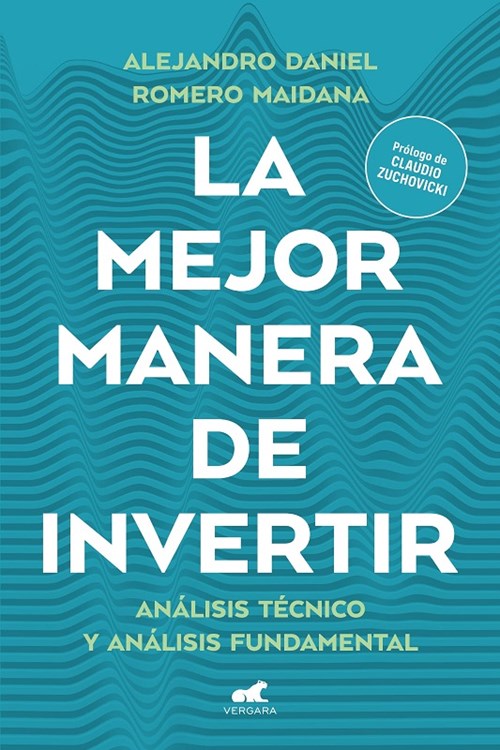 ALEJANDRO DANIEL
ROMERO MAIDANA
LA
MEJOR
MANERA
DE
INVERTIR
Prólogo de
CLAUDIO
ZUCHOVICKI
ANÁLISIS TÉCNICO
Y ANÁLISIS FUNDAMENTAL
VERGARA